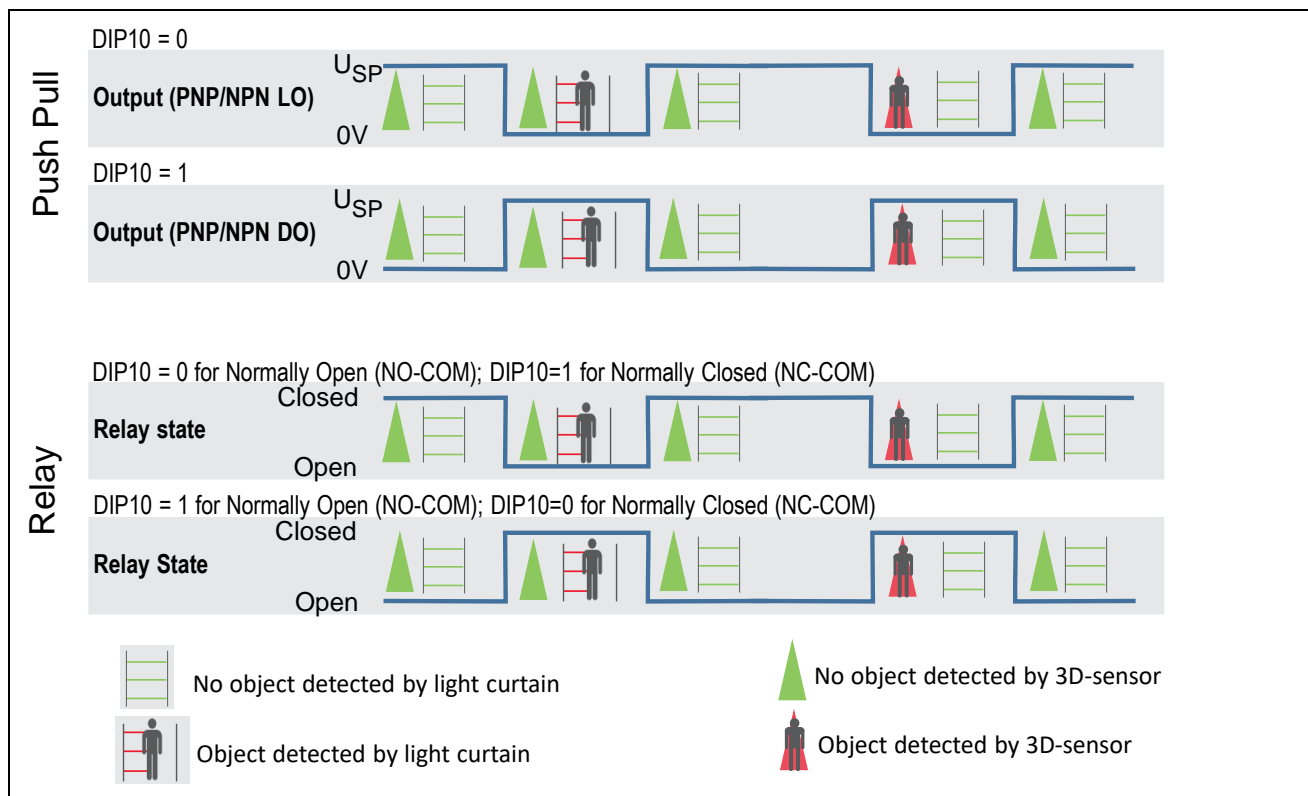 Push Pull
DIP10 = 0
USP
Output (PNP/NPN LO)
0V
DIP10 = 1
USP
Output (PNP/NPN DO)
0V
Relay
DIP10 = 0 for Normally Open (NO-COM); DIP10=1 for Normally Closed (NC-COM)
Closed
Relay state
Open
DIP10 = 1 for Normally Open (NO-COM); DIP10=0 for Normally Closed (NC-COM)
Closed
Relay State
Open
No object detected by light curtain
No object detected by 3D-sensor
Object detected by light curtain
Object detected by 3D-sensor